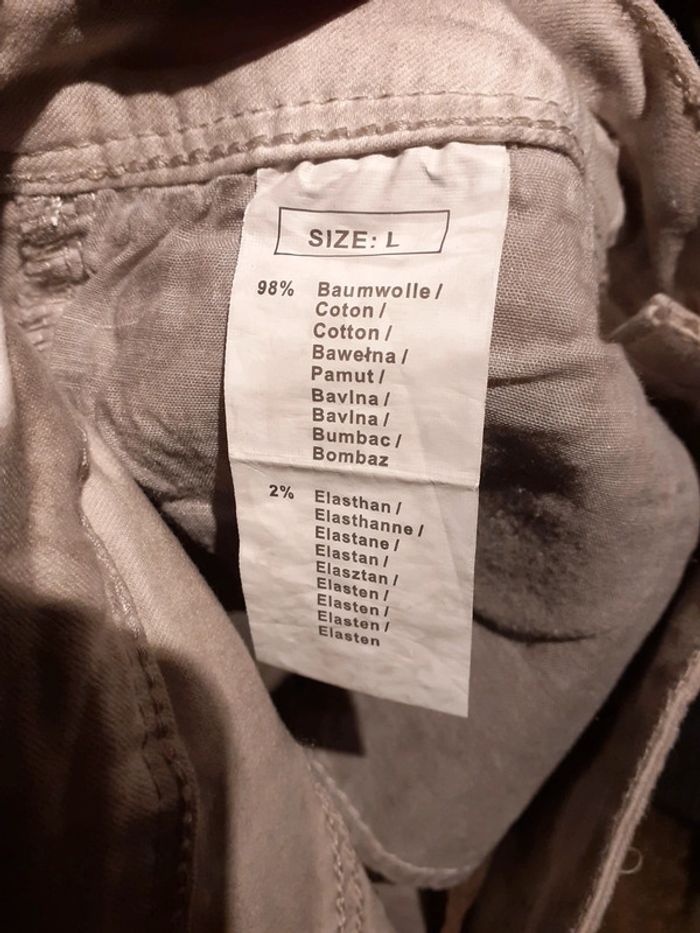 SIZE: L
98% Baumwolle /
Coton /
Cotton /
Bawełna /
Pamut /
Bavlna /
Bavlna /
Bumbac /
Bombaz
2% Elasthan /
Elasthanne /
Elastane /
Elastan /
Elasztan /
Elasten /
Elasten /
Elasten /
Elasten